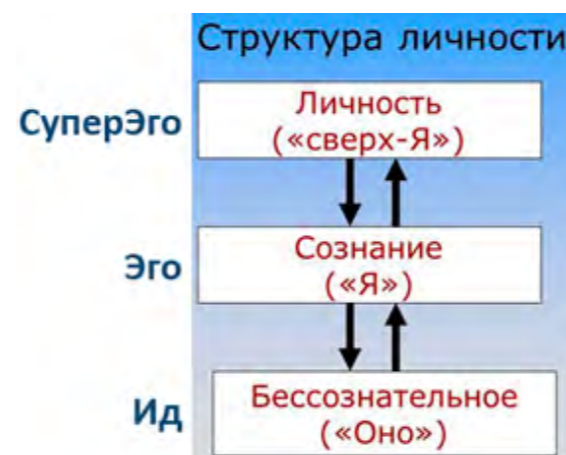 Структура личности
СуперЭго
Личность
(«сверх-Я»)
Эго
Сознание
(«Я»)
Ид
Бессознательное
(«Оно»)